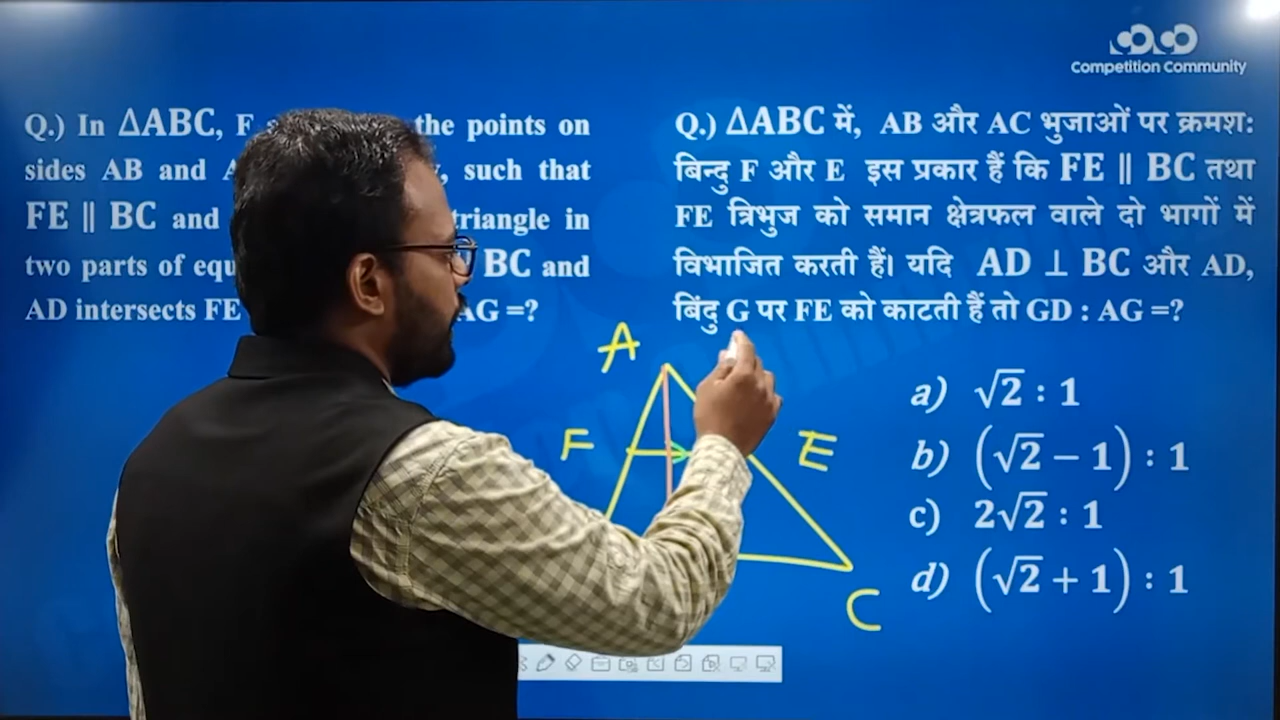 Competition Community
Q.) In ΔABC, F the points on
sides AB and such that
FE ∥ BC and triangle in
two parts of BC and
AD intersects FE AG =?
Q.) ΔABC में, AB और AC भुजाओं पर क्रमश:
बिन्दु F और E इस प्रकार हैं कि FE ∥ BC तथा
FE त्रिभुज को समान क्षेत्रफल वाले दो भागों में
विभाजित करती हैं। यदि AD ⊥ BC और AD,
बिंदु G पर FE को काटती हैं तो GD : AG =?
a) √2 : 1
b) (√2 − 1) : 1
c) 2√2 : 1
d) (√2 + 1) : 1
A
F
E
C